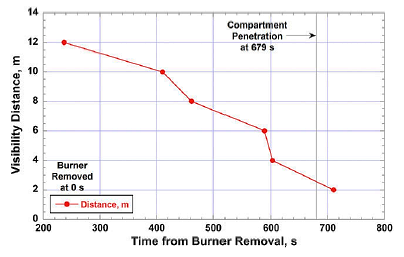 14
12
10
8
6
4
2
0
Visibility Distance, m
Compartment
Penetration
at 679 s
Burner
Removed
at 0 s
Distance, m
200 300 400 500 600 700 800
Time from Burner Removal, s